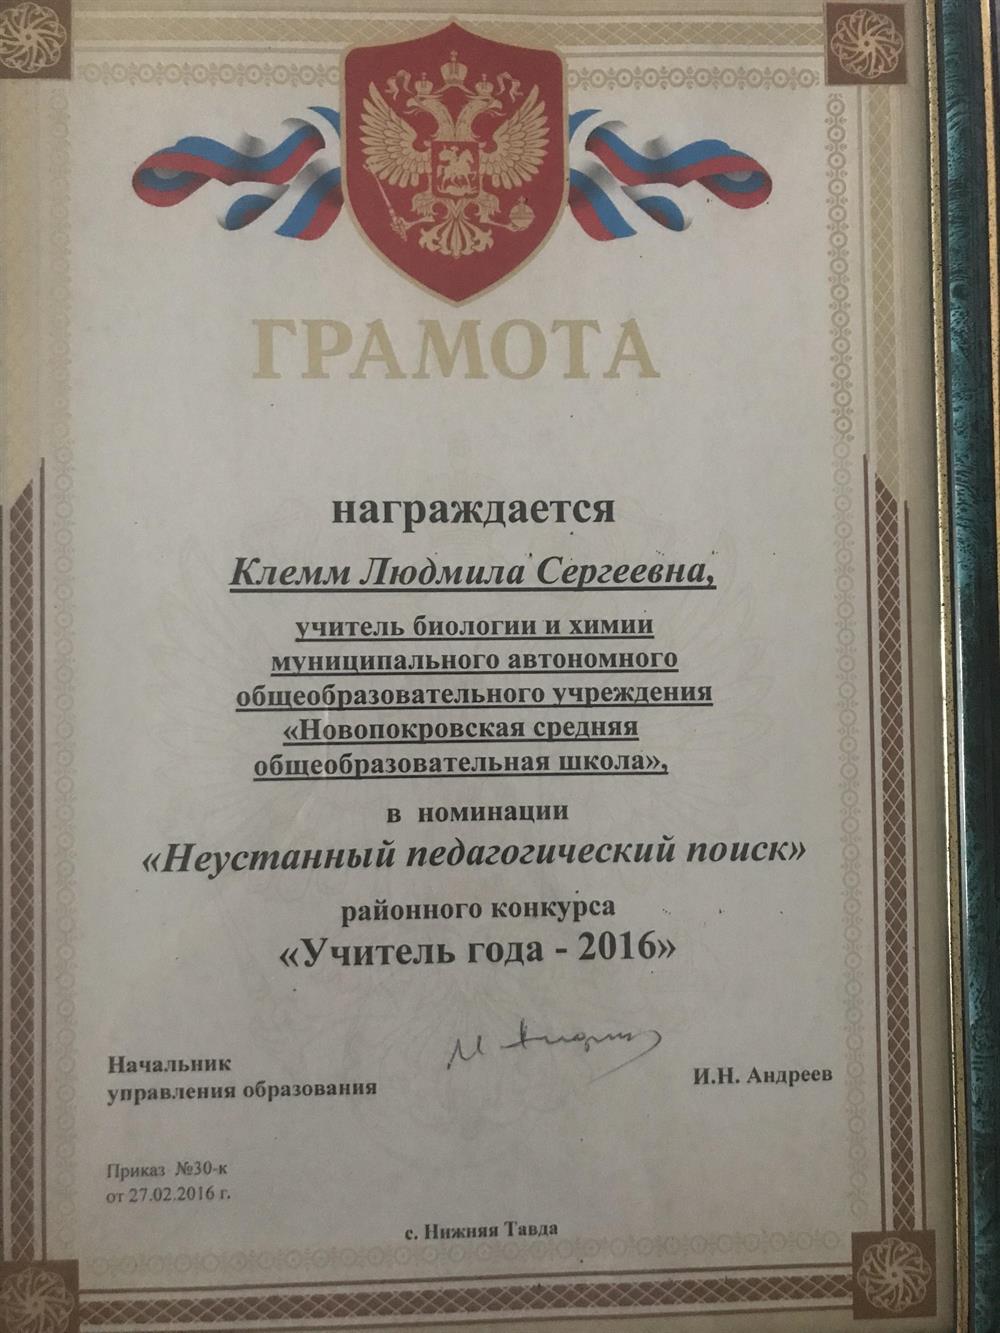 ГРАМОТА
награждается
Клемм Людмила Сергеевна,
учитель биологии и химии
муниципального автономного
общеобразовательного учреждения
«Новопокровская средняя
общеобразовательная школа»,
в номинации
«Неустанный педагогический поиск»
районного конкурса
«Учитель года - 2016»
Начальник
управления образования
И.Н. Андреев
Приказ №30-к
от 27.02.2016 г.
с. Нижняя Тавда